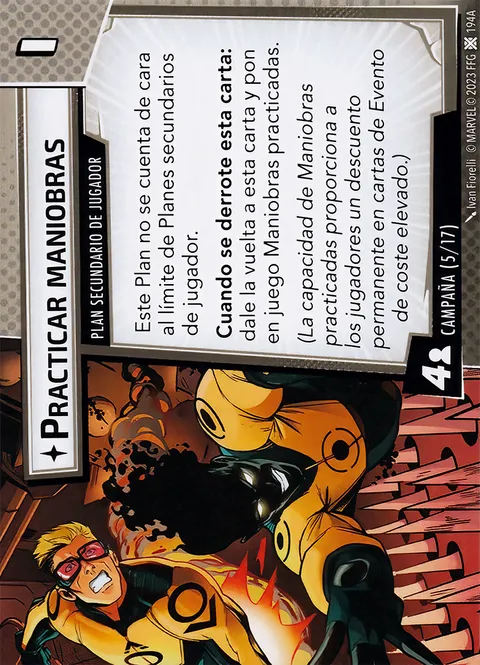 PRACTICAR MANIOBRAS
PLAN SECUNDARIO DE JUGADOR
Este Plan no se cuenta de cara
al límite de Planes secundarios
de jugador.
Cuando se derrote esta carta:
dale la vuelta a esta carta y pon
en juego Maniobras practicadas.
(La capacidad de Maniobras
practicadas proporciona a
los jugadores un descuento
permanente en cartas de Evento
de coste elevado.)
4
CAMPAÑA (5/17)
Ivan Fiorelli © MARVEL © 2023 FFG 194A